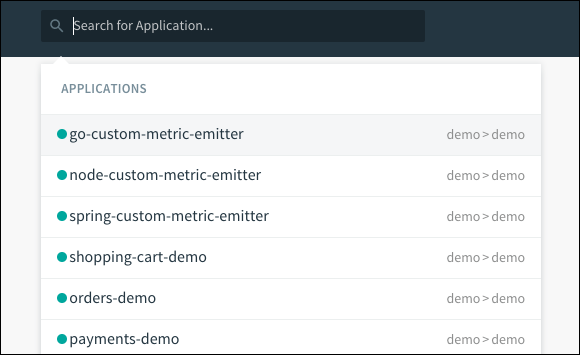 Search for Application...
APPLICATIONS
go-custom-metric-emitter demo > demo
node-custom-metric-emitter demo > demo
spring-custom-metric-emitter demo > demo
shopping-cart-demo demo > demo
orders-demo demo > demo
payments-demo demo > demo